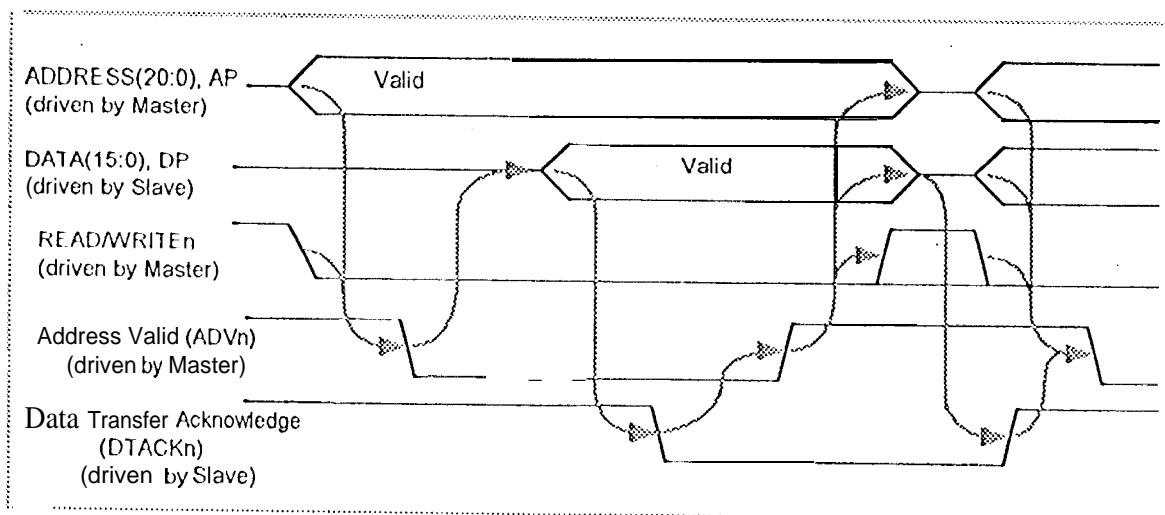 ADDRESS(20:0), AP
(driven by Master)
Valid
DATA(15:0), DP
(driven by Slave)
Valid
READ/WRITEn
(driven by Master)
Address Valid (ADVn)
(driven by Master)
Data Transfer Acknowledge
(DTACKn)
(driven by Slave)